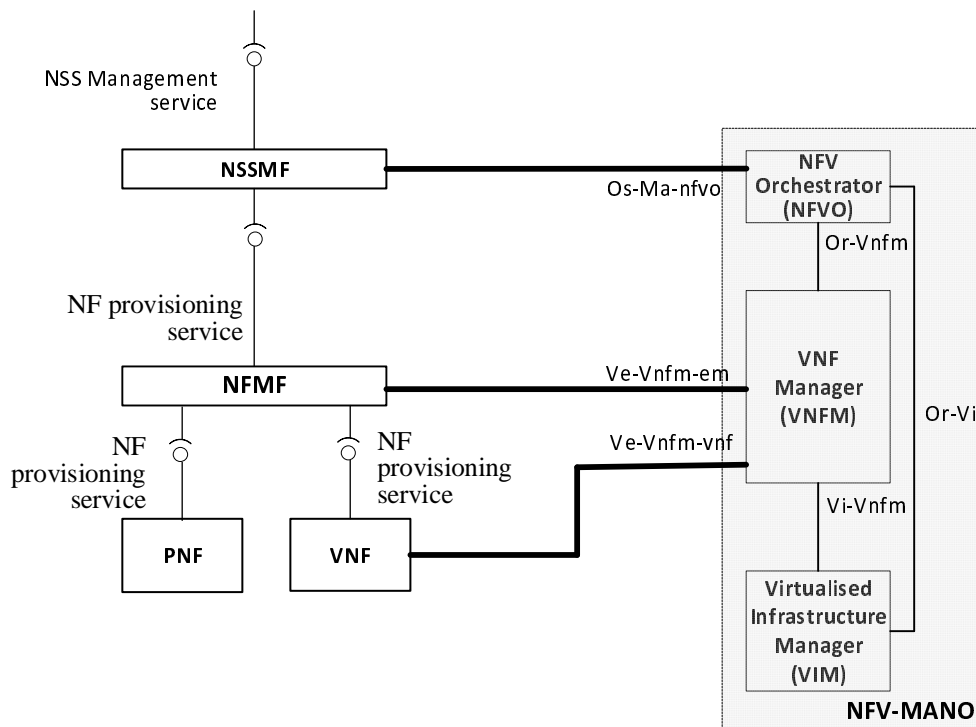 NSS Management
service
NSSMF
Os-Ma-nfvo
NFV
Orchestrator
(NFVO)
Or-Vnfm
NF provisioning
service
NFMF
Ve-Vnfm-em
VNF
Manager
(VNFM)
Or-Vi
Ve-Vnfm-vnf
NF
provisioning
service
NF
provisioning
service
Vi-Vnfm
PNF
VNF
Virtualised
Infrastructure
Manager
(VIM)
NFV-MANO